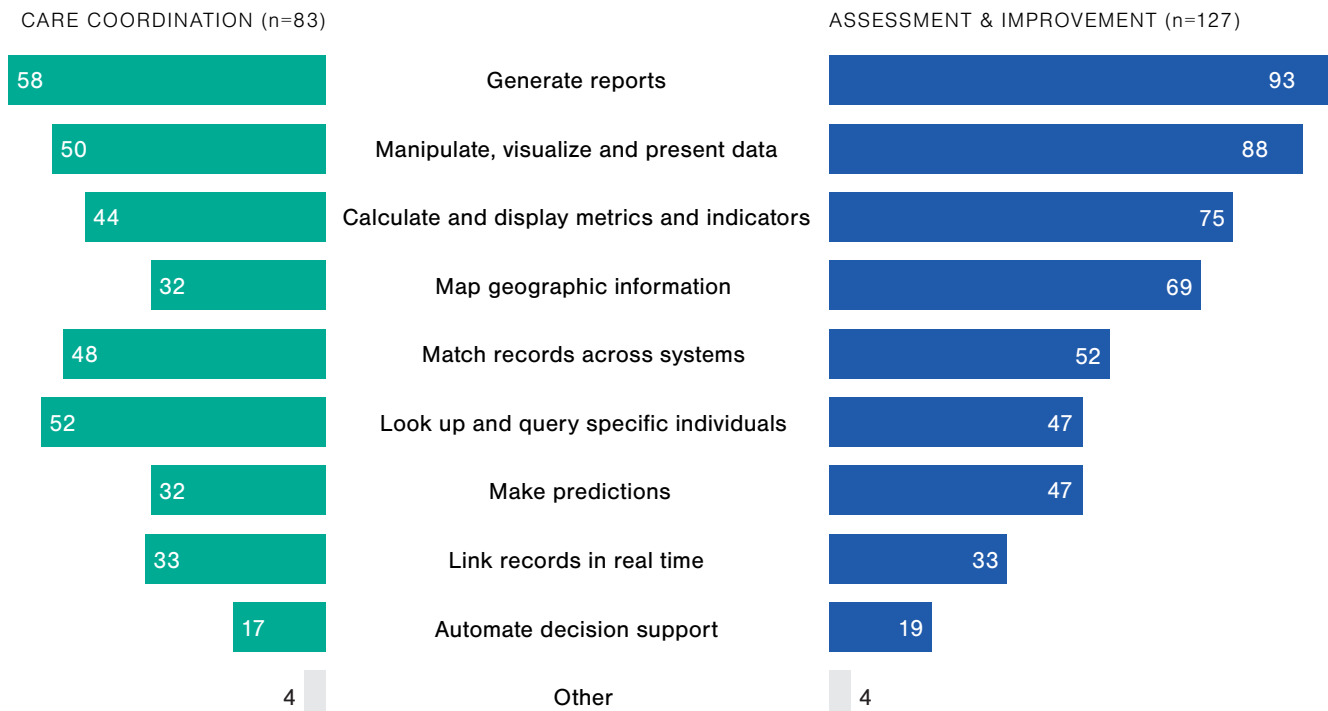 CARE COORDINATION (n=83) ASSESSMENT & IMPROVEMENT (n=127)
58 Generate reports 93
50 Manipulate, visualize and present data 88
44 Calculate and display metrics and indicators 75
32 Map geographic information 69
48 Match records across systems 52
52 Look up and query specific individuals 47
32 Make predictions 47
33 Link records in real time 33
17 Automate decision support 19
4 Other 4